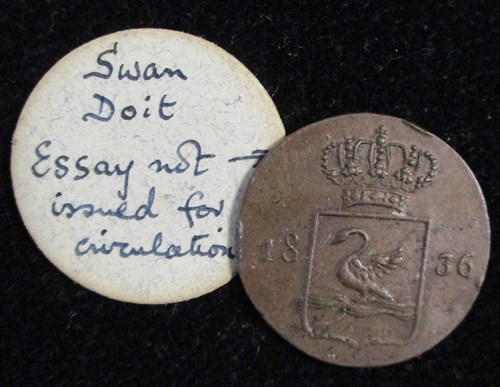 Swan
Doit
Essay not →
issued for
circulation
18 36